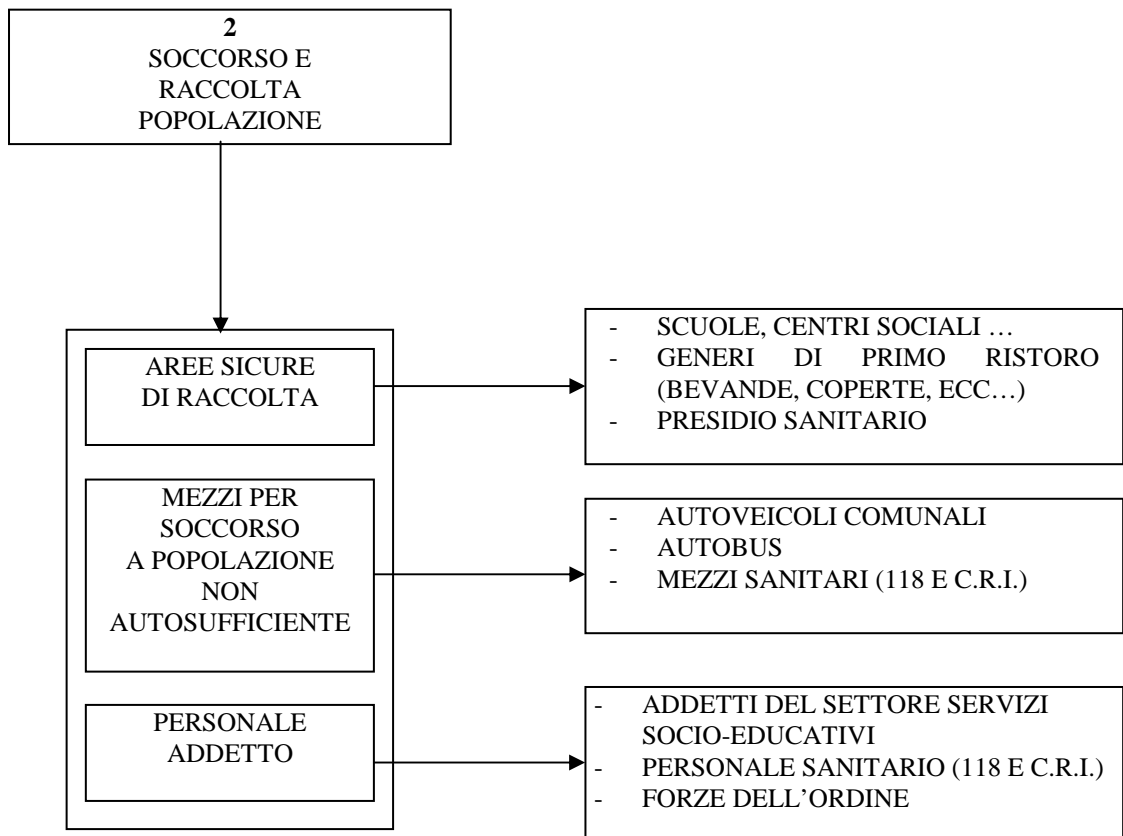 2
SOCCORSO E
RACCOLTA
POPOLAZIONE
AREE SICURE
DI RACCOLTA
- SCUOLE, CENTRI SOCIALI …
- GENERI DI PRIMO RISTORO
(BEVANDE, COPERTE, ECC…)
- PRESIDIO SANITARIO
MEZZI PER
SOCCORSO
A POPOLAZIONE
NON
AUTOSUFFICIENTE
- AUTOVEICOLI COMUNALI
- AUTOBUS
- MEZZI SANITARI (118 E C.R.I.)
PERSONALE
ADDETTO
- ADDETTI DEL SETTORE SERVIZI
SOCIO-EDUCATIVI
- PERSONALE SANITARIO (118 E C.R.I.)
- FORZE DELL’ORDINE